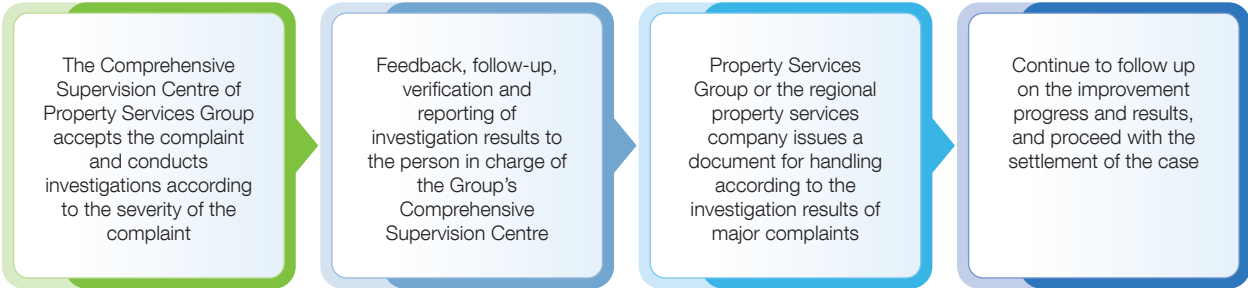 The Comprehensive
Supervision Centre of
Property Services Group
accepts the complaint
and conducts
investigations according
to the severity of the
complaint
Feedback, follow-up,
verification and
reporting of
investigation results to
the person in charge of
the Group’s
Comprehensive
Supervision Centre
Property Services
Group or the regional
property services
company issues a
document for handling
according to the
investigation results of
major complaints
Continue to follow up
on the improvement
progress and results,
and proceed with the
settlement of the case